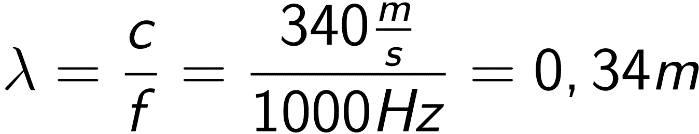 λ = c/f = 340 m/s / 1000Hz = 0,34m